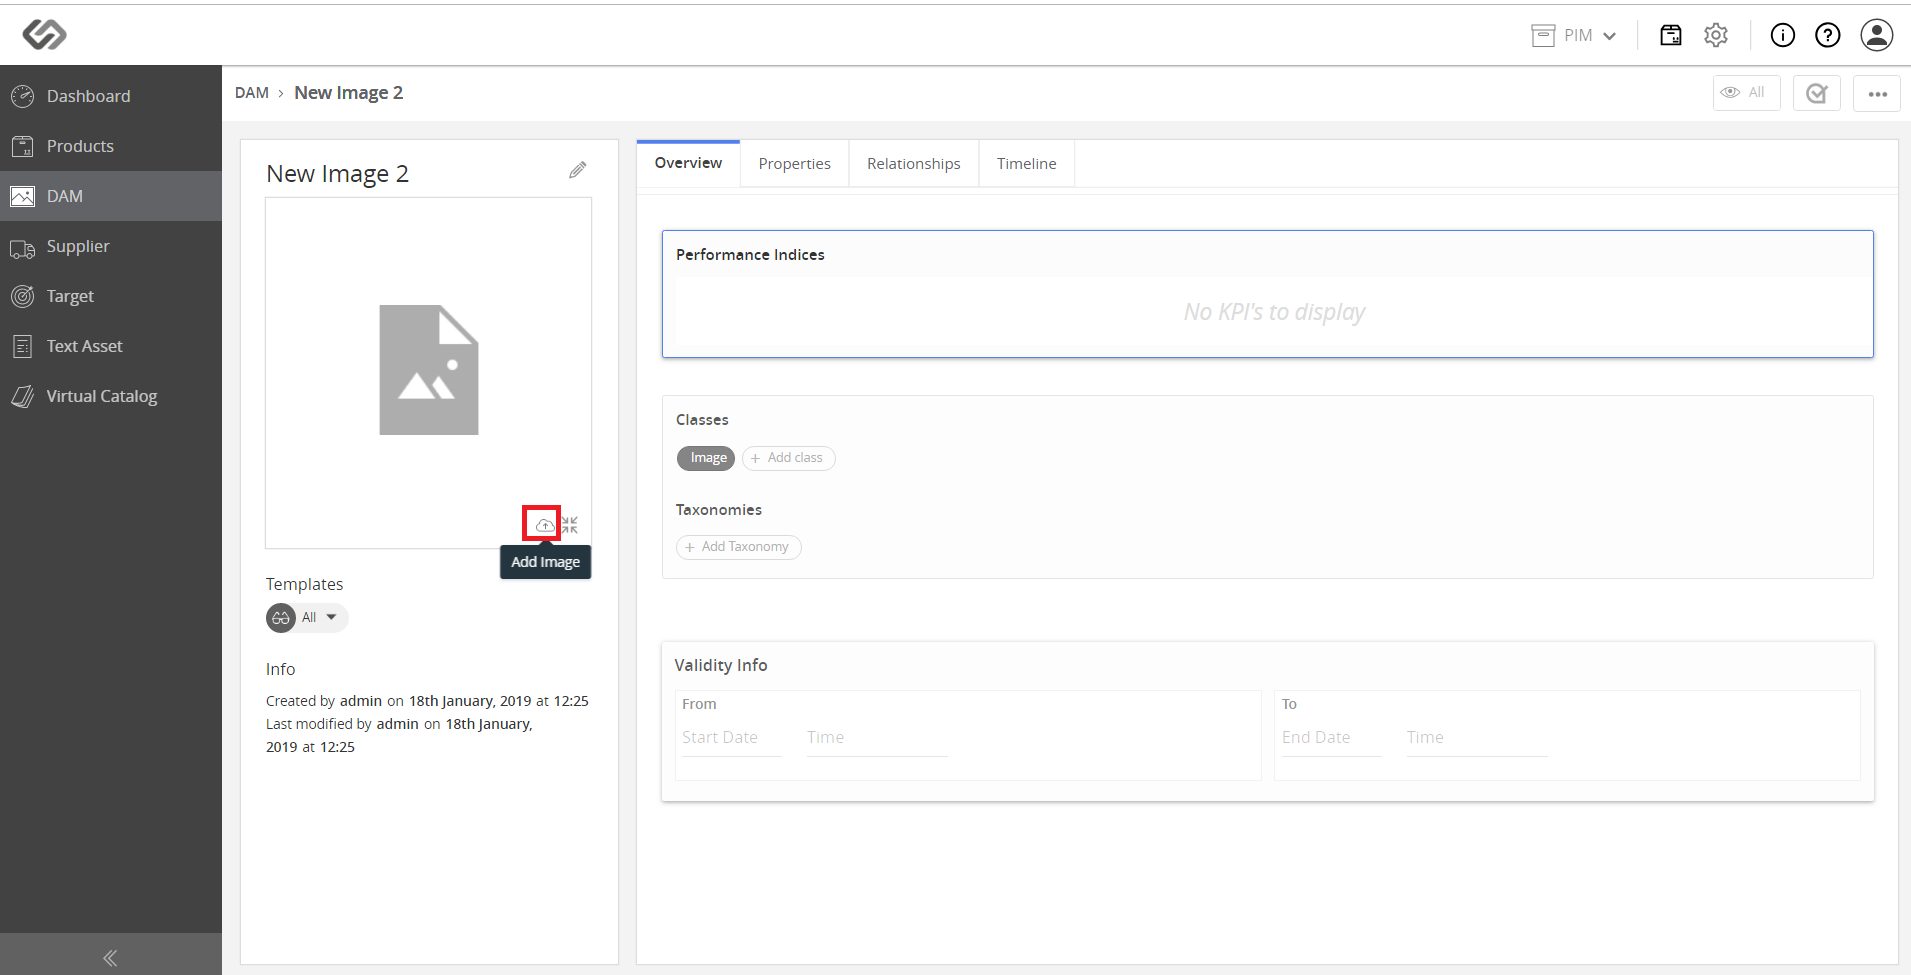 PIM
Dashboard
Products
DAM
Supplier
Target
Text Asset
Virtual Catalog
DAM › New Image 2
All
New Image 2
Add Image
Templates
All
Info
Created by admin on 18th January, 2019 at 12:25
Last modified by admin on 18th January,
2019 at 12:25
Overview Properties Relationships Timeline
Performance Indices
No KPI's to display
Classes
Image + Add class
Taxonomies
+ Add Taxonomy
Validity Info
From To
Start Date Time End Date Time